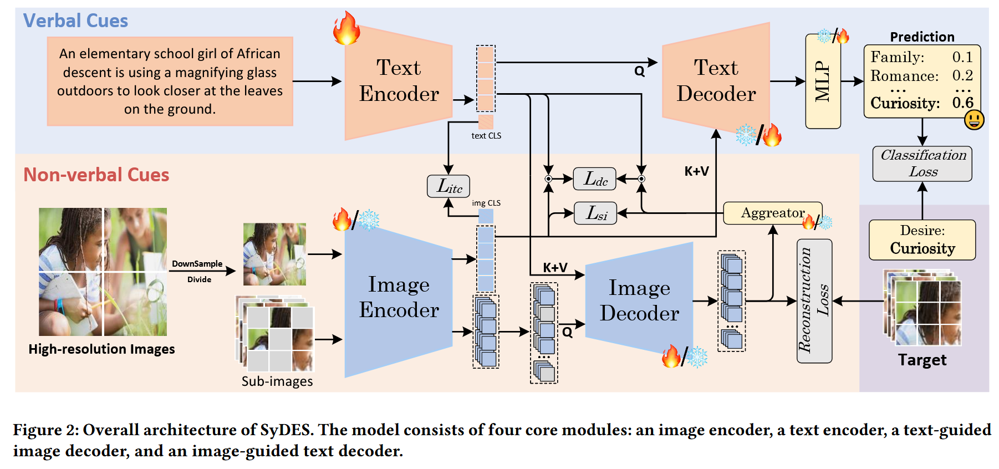 Verbal Cues
An elementary school girl of African
descent is using a magnifying glass
outdoors to look closer at the leaves
on the ground.
Text
Encoder
text CLS
Q
Text
Decoder
MLP
Prediction
Family: 0.1
Romance: 0.2
... ...
Curiosity: 0.6
Classification
Loss
Non-verbal Cues
L_itc
img CLS
L_dc
L_si
K+V
Aggreator
Desire:
Curiosity
High-resolution Images
DownSample
Divide
Sub-images
Image
Encoder
K+V
Q
Image
Decoder
...
...
Reconstruction
Loss
Target
Figure 2: Overall architecture of SyDES. The model consists of four core modules: an image encoder, a text encoder, a text-guided
image decoder, and an image-guided text decoder.